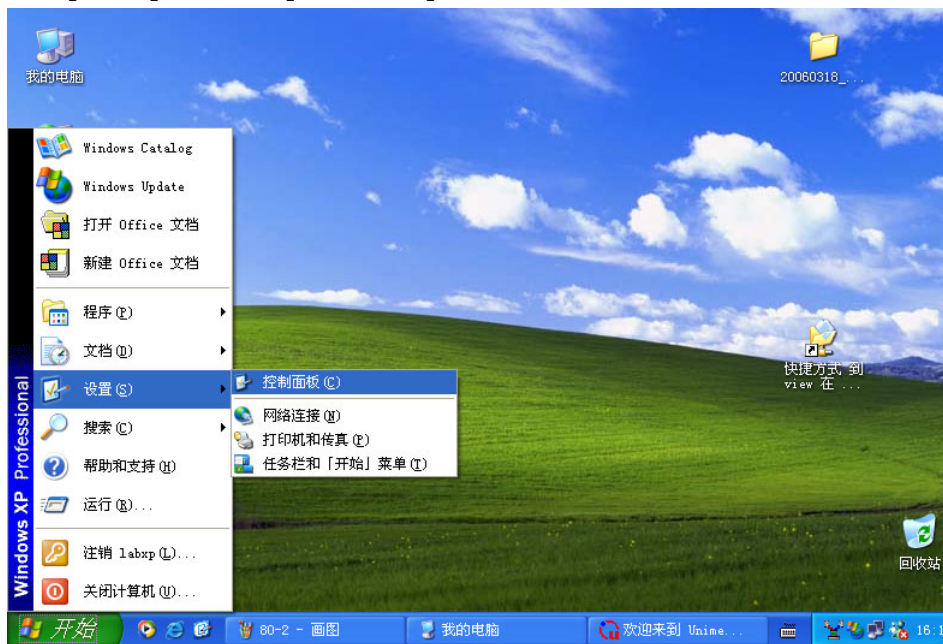 我的电脑
20060318_...
Windows Catalog
Windows Update
打开 Office 文档
新建 Office 文档
程序(P)
文档(D)
设置(S)
搜索(C)
帮助和支持(H)
运行(R)...
注销 labxp(L)...
关闭计算机(U)...
Windows XP Professional
控制面板(C)
网络连接(N)
打印机和传真(P)
任务栏和「开始」菜单(T)
快捷方式 到
view 在 ...
回收站
开始
80-2 - 画图
我的电脑
欢迎来到 Unime...